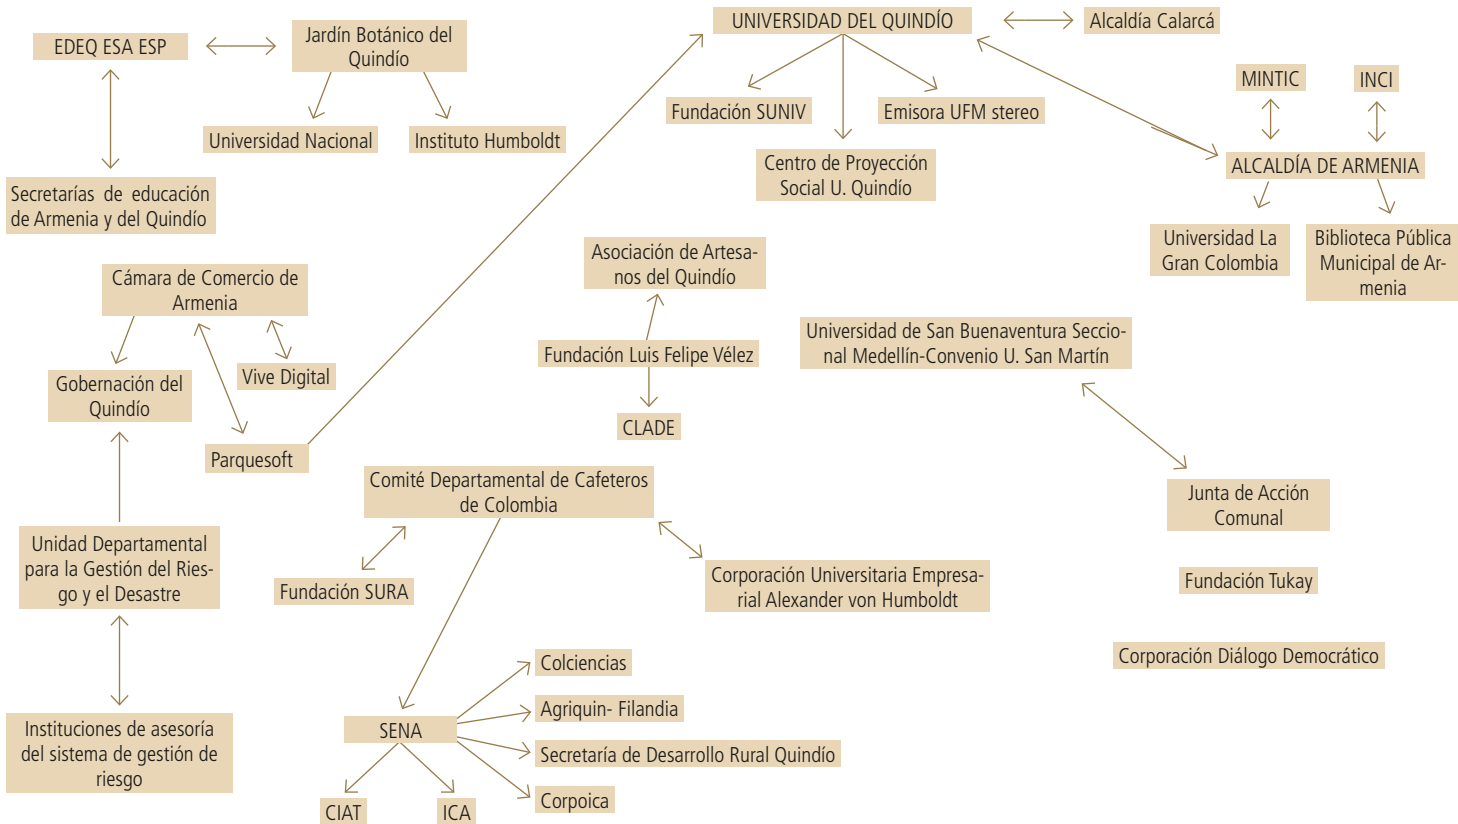 EDEQ ESA ESP
Jardín Botánico del
Quindío
Universidad Nacional
Instituto Humboldt
Secretarías de educación
de Armenia y del Quindío
UNIVERSIDAD DEL QUINDÍO
Alcaldía Calarcá
Fundación SUNIV
Emisora UFM stereo
Centro de Proyección
Social U. Quindío
MINTIC
INCI
ALCALDÍA DE ARMENIA
Universidad La
Gran Colombia
Biblioteca Pública
Municipal de Ar-
menia
Cámara de Comercio de
Armenia
Gobernación del
Quindío
Vive Digital
Parquesoft
Asociación de Artesa-
nos del Quindío
Fundación Luis Felipe Vélez
CLADE
Universidad de San Buenaventura Seccio-
nal Medellín-Convenio U. San Martín
Junta de Acción
Comunal
Fundación Tukay
Corporación Diálogo Democrático
Unidad Departamental
para la Gestión del Ries-
go y el Desastre
Instituciones de asesoría
del sistema de gestión de
riesgo
Comité Departamental de Cafeteros
de Colombia
Fundación SURA
Corporación Universitaria Empresa-
rial Alexander von Humboldt
SENA
Colciencias
Agriquin- Filandia
Secretaría de Desarrollo Rural Quindío
Corpoica
CIAT
ICA